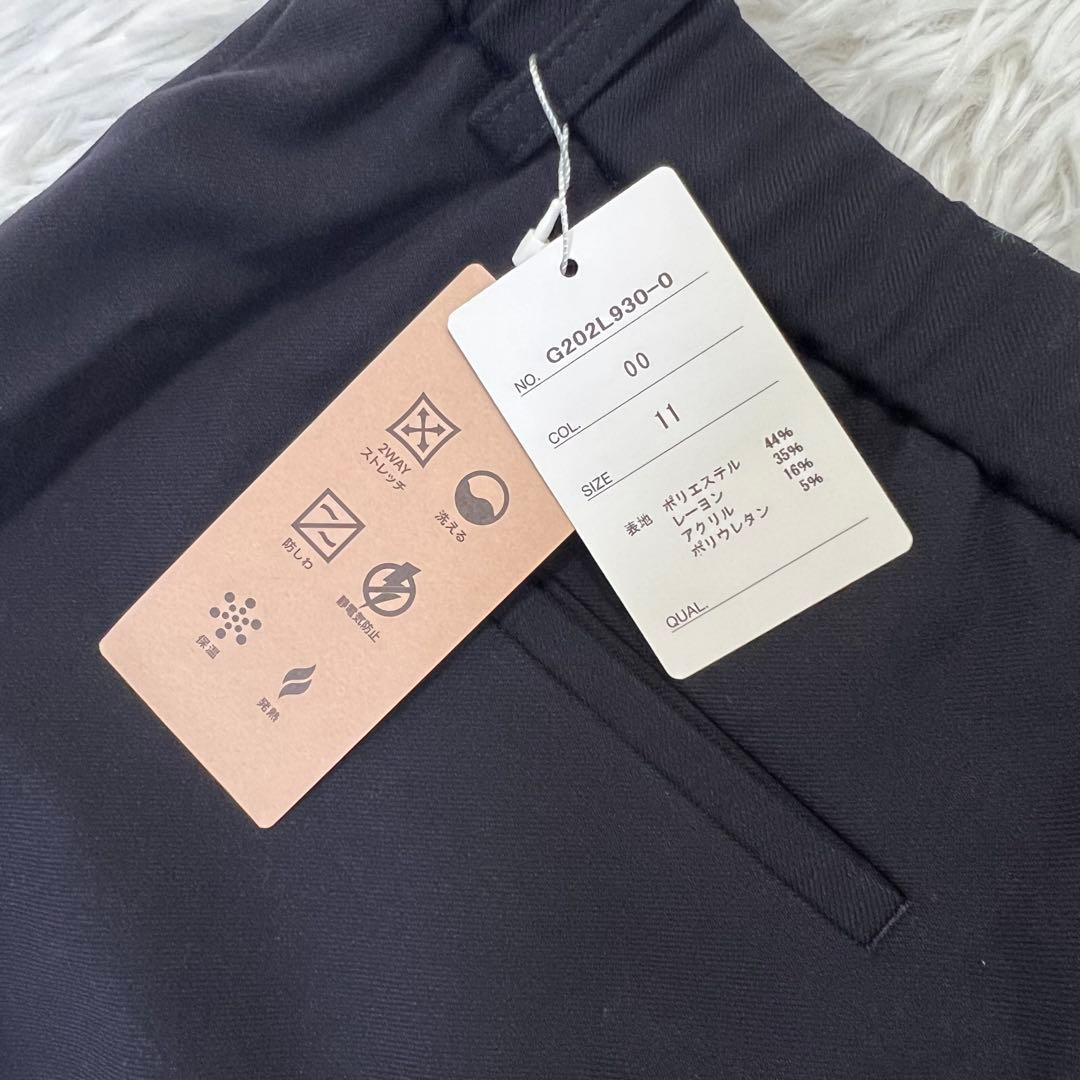 NO. G202L930-0
COL. 00
SIZE 11
表地 ポリエステル 44%
レーヨン 35%
アクリル 16%
ポリウレタン 5%
QUAL.
2WAY
ストレッチ
洗える
防しわ
静電気防止
保温
発熱